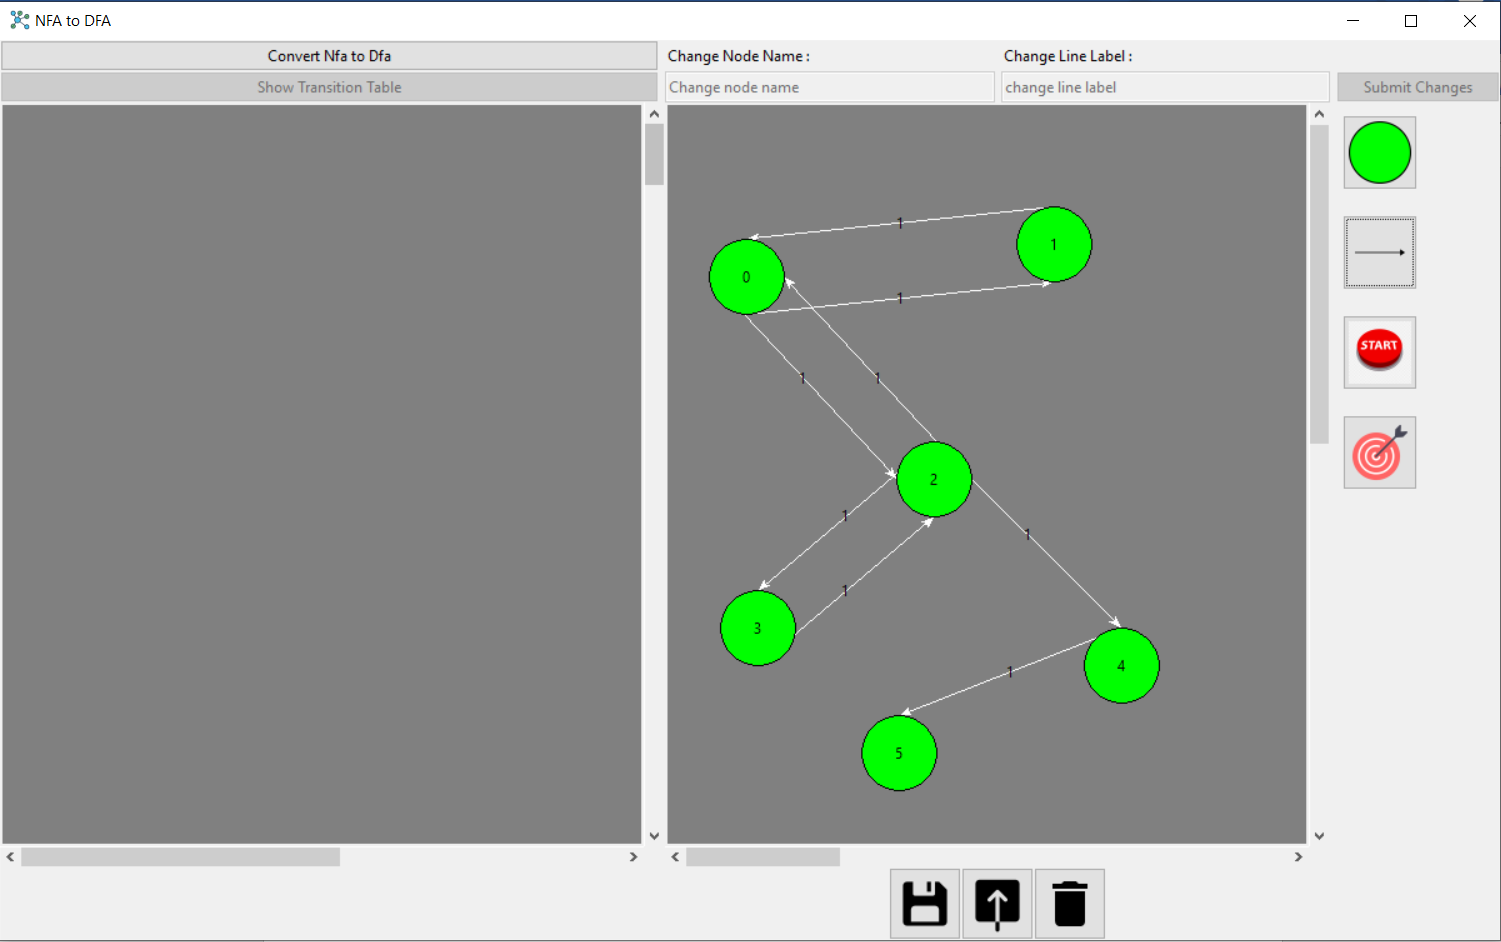 NFA to DFA
Convert Nfa to Dfa
Change Node Name :
Change Line Label :
Show Transition Table
Change node name
change line label
Submit Changes
1
1
0
1
START
1
1
2
1
1
1
3
4
1
5